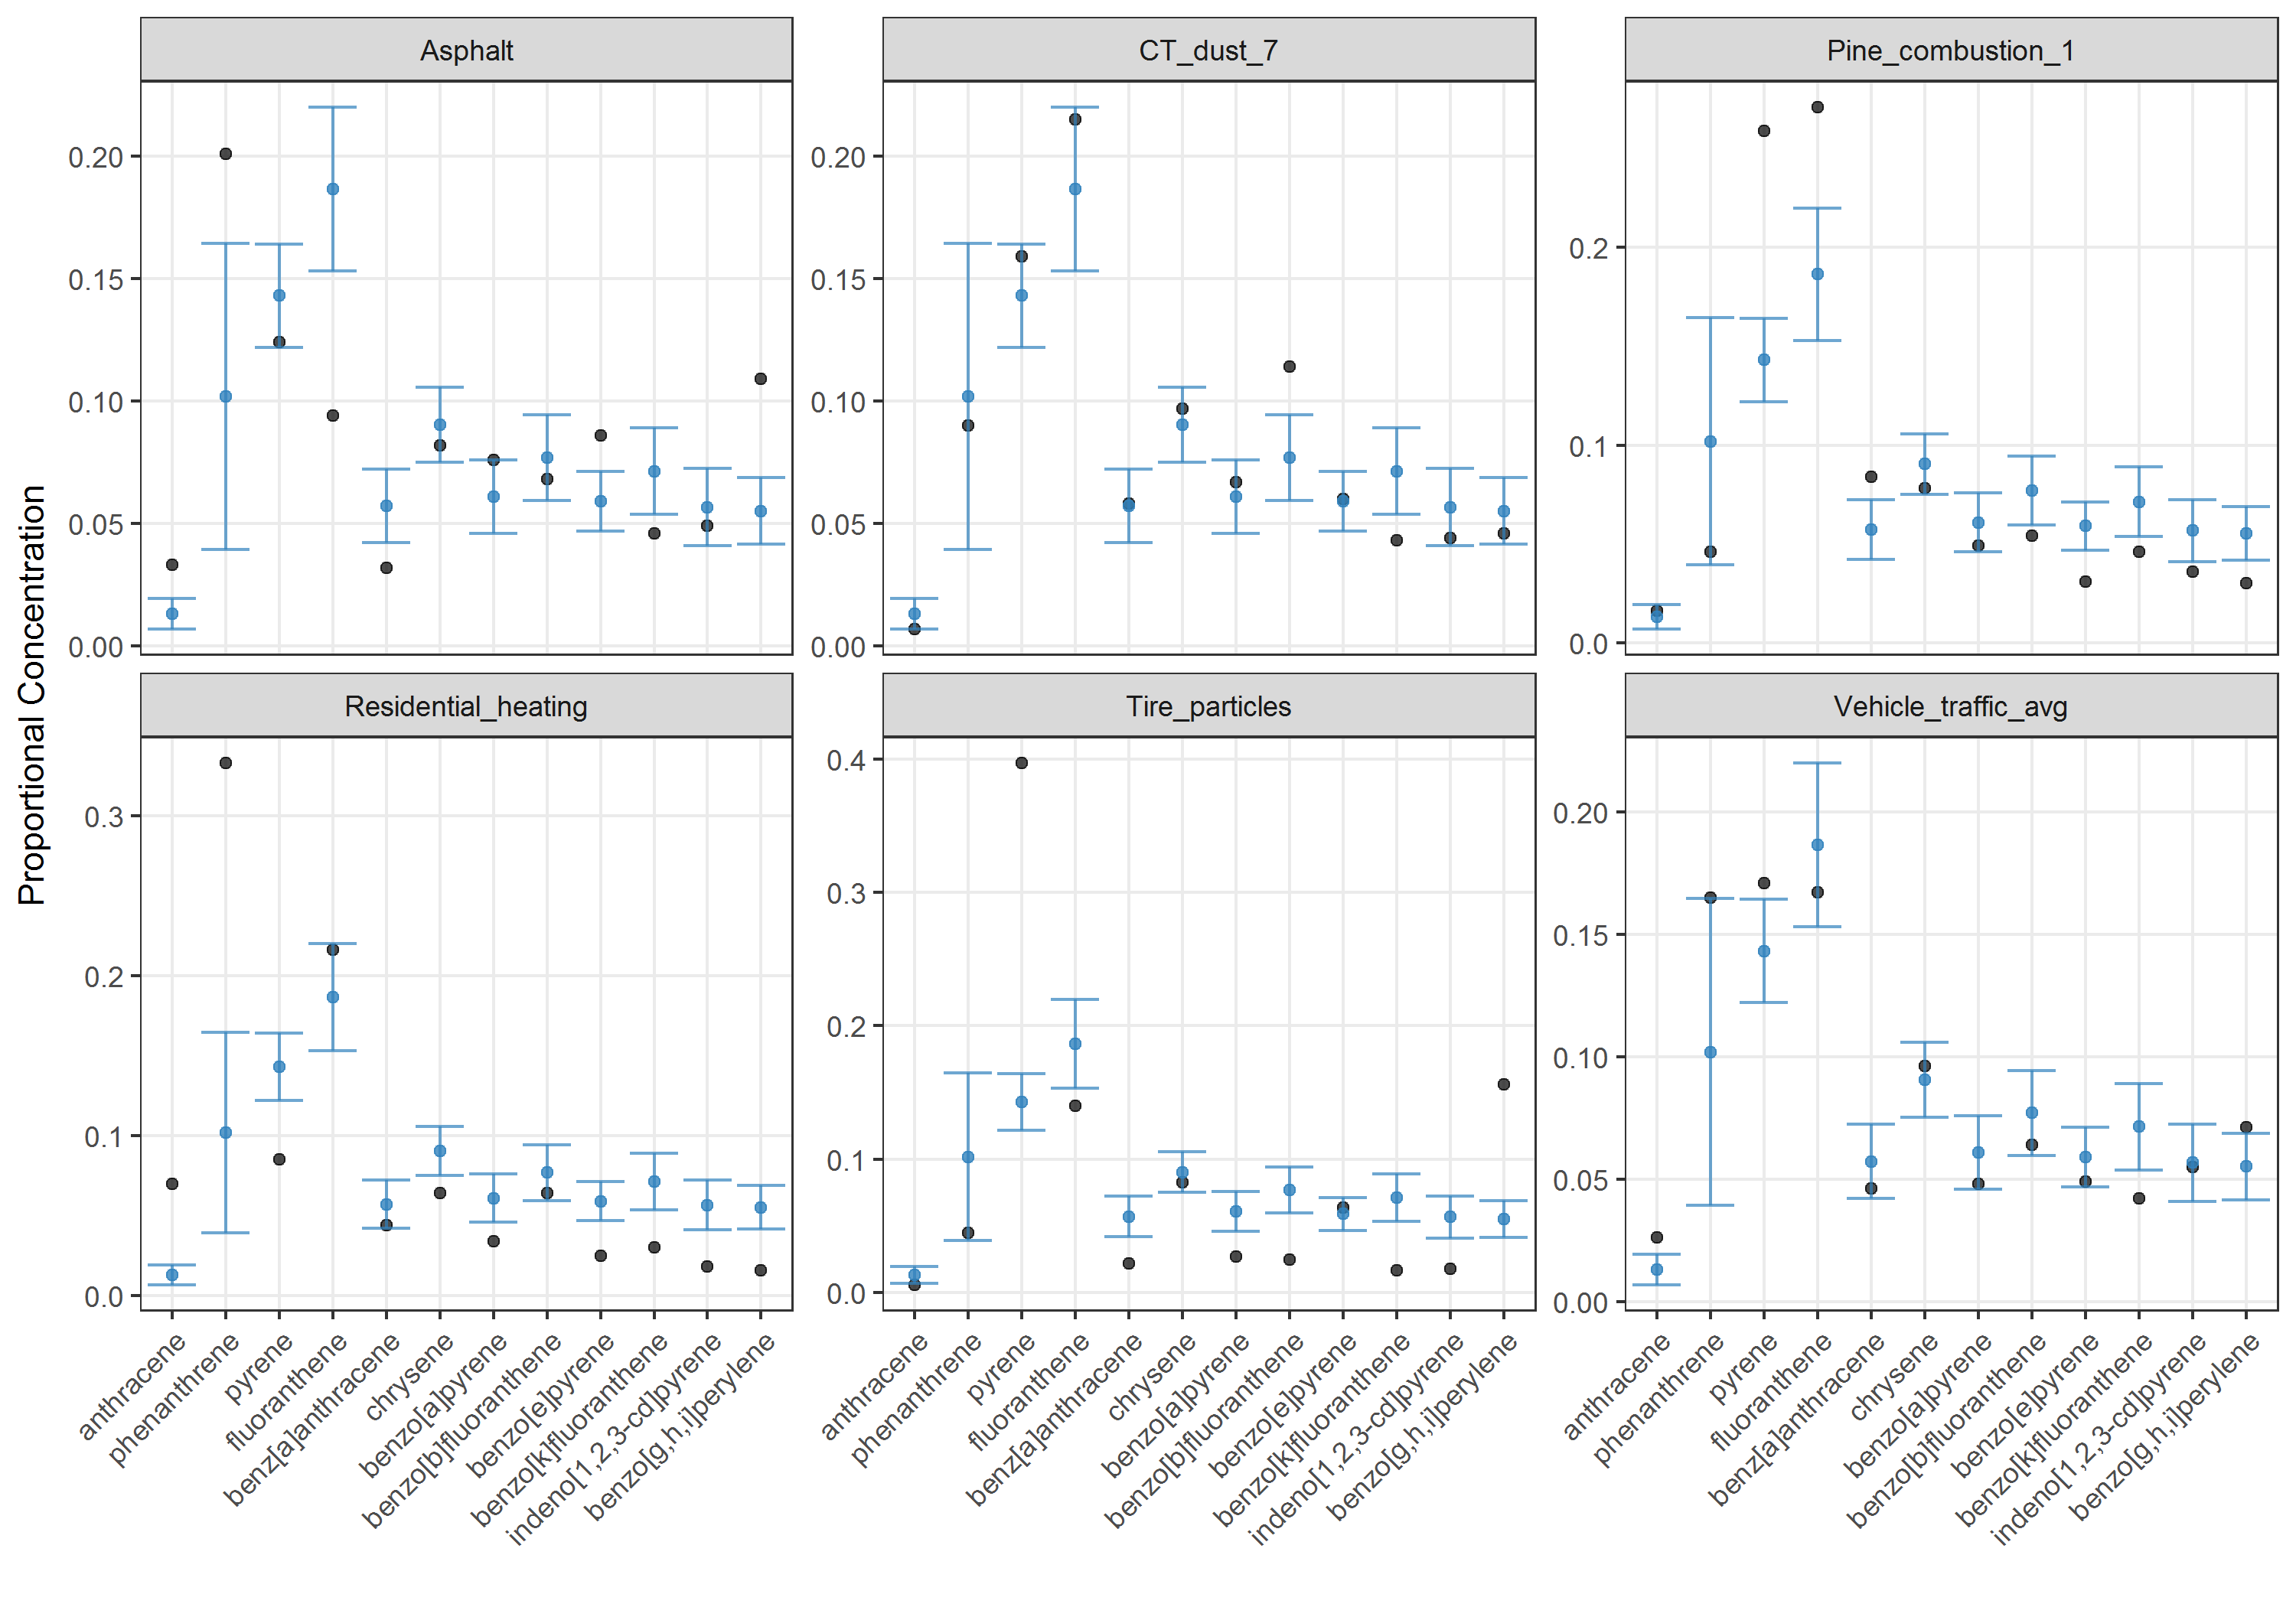 Asphalt
CT_dust_7
Pine_combustion_1
0.20
0.15
0.10
0.05
0.00
0.20
0.15
0.10
0.05
0.00
0.2
0.1
0.0
Proportional Concentration
Residential_heating
Tire_particles
Vehicle_traffic_avg
0.3
0.2
0.1
0.0
0.4
0.3
0.2
0.1
0.0
0.20
0.15
0.10
0.05
0.00
anthracene
phenanthrene
pyrene
fluoranthene
benz[a]anthracene
chrysene
benzo[a]pyrene
benzo[b]fluoranthene
benzo[e]pyrene
benzo[k]fluoranthene
indeno[1,2,3-cd]pyrene
benzo[g,h,i]perylene
anthracene
phenanthrene
pyrene
fluoranthene
benz[a]anthracene
chrysene
benzo[a]pyrene
benzo[b]fluoranthene
benzo[e]pyrene
benzo[k]fluoranthene
indeno[1,2,3-cd]pyrene
benzo[g,h,i]perylene
anthracene
phenanthrene
pyrene
fluoranthene
benz[a]anthracene
chrysene
benzo[a]pyrene
benzo[b]fluoranthene
benzo[e]pyrene
benzo[k]fluoranthene
indeno[1,2,3-cd]pyrene
benzo[g,h,i]perylene